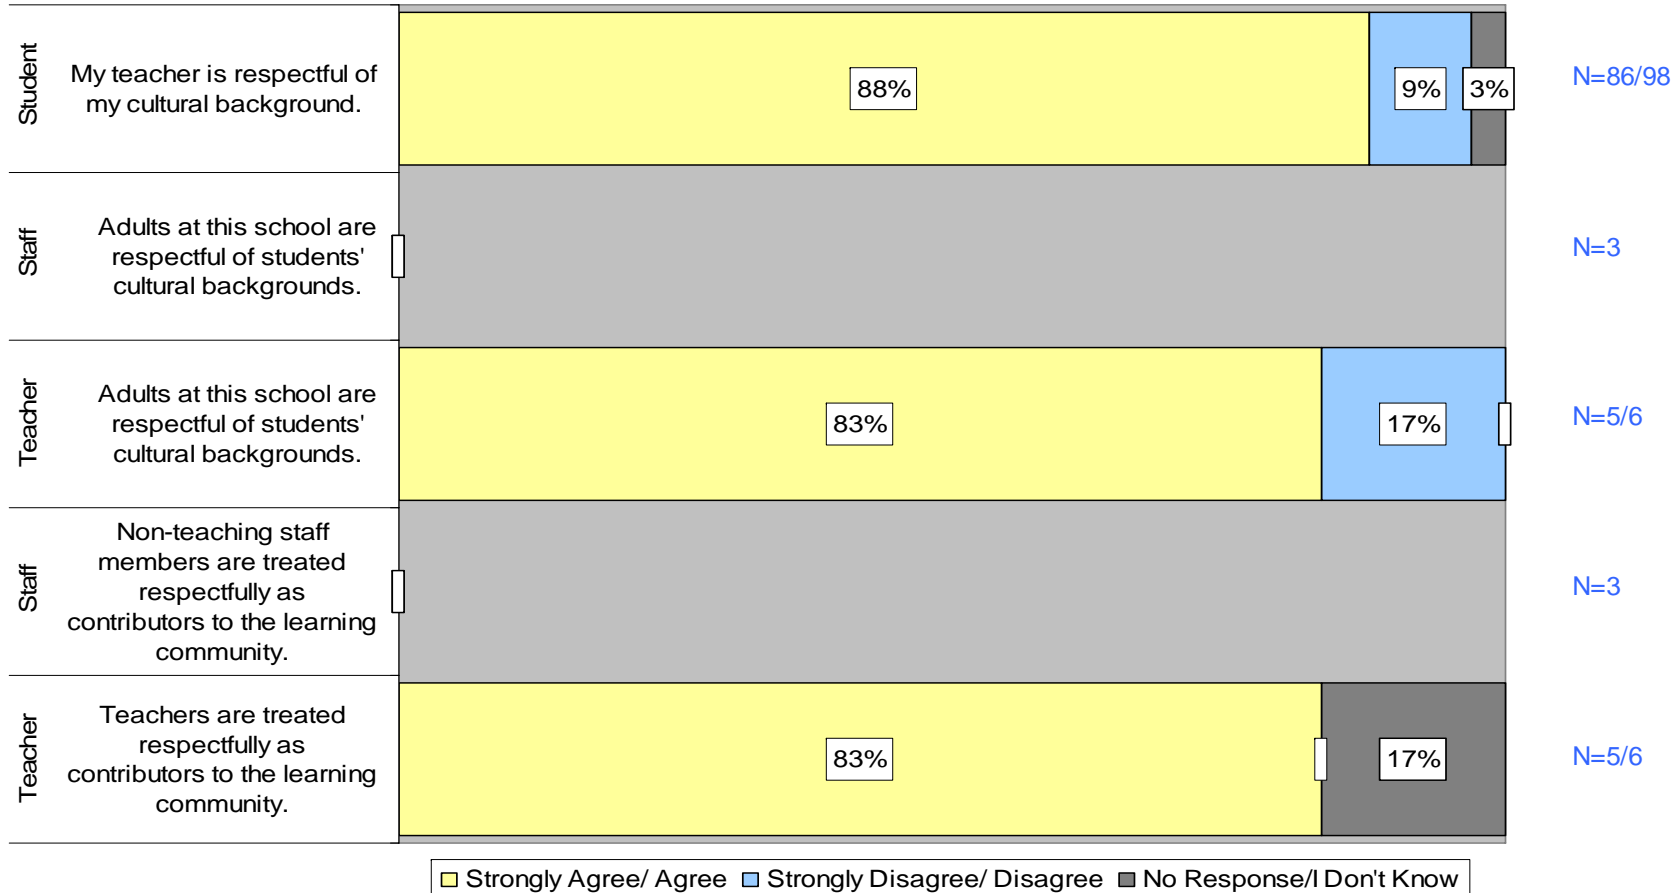 Student
My teacher is respectful of
my cultural background.
88%
9%
3%
N=86/98
Staff
Adults at this school are
respectful of students'
cultural backgrounds.
N=3
Teacher
Adults at this school are
respectful of students'
cultural backgrounds.
83%
17%
N=5/6
Staff
Non-teaching staff
members are treated
respectfully as
contributors to the learning
community.
N=3
Teacher
Teachers are treated
respectfully as
contributors to the learning
community.
83%
17%
N=5/6
Strongly Agree/ Agree Strongly Disagree/ Disagree No Response/I Don't Know